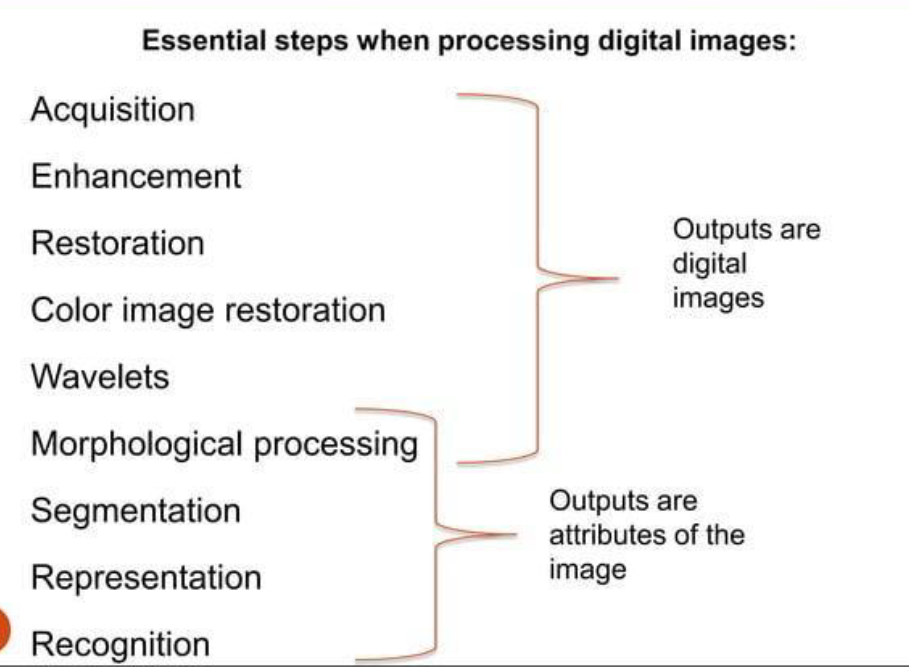 Essential steps when processing digital images:
Acquisition
Enhancement
Restoration
Color image restoration
Wavelets
Morphological processing
Segmentation
Representation
Recognition
Outputs are
digital
images
Outputs are
attributes of the
image